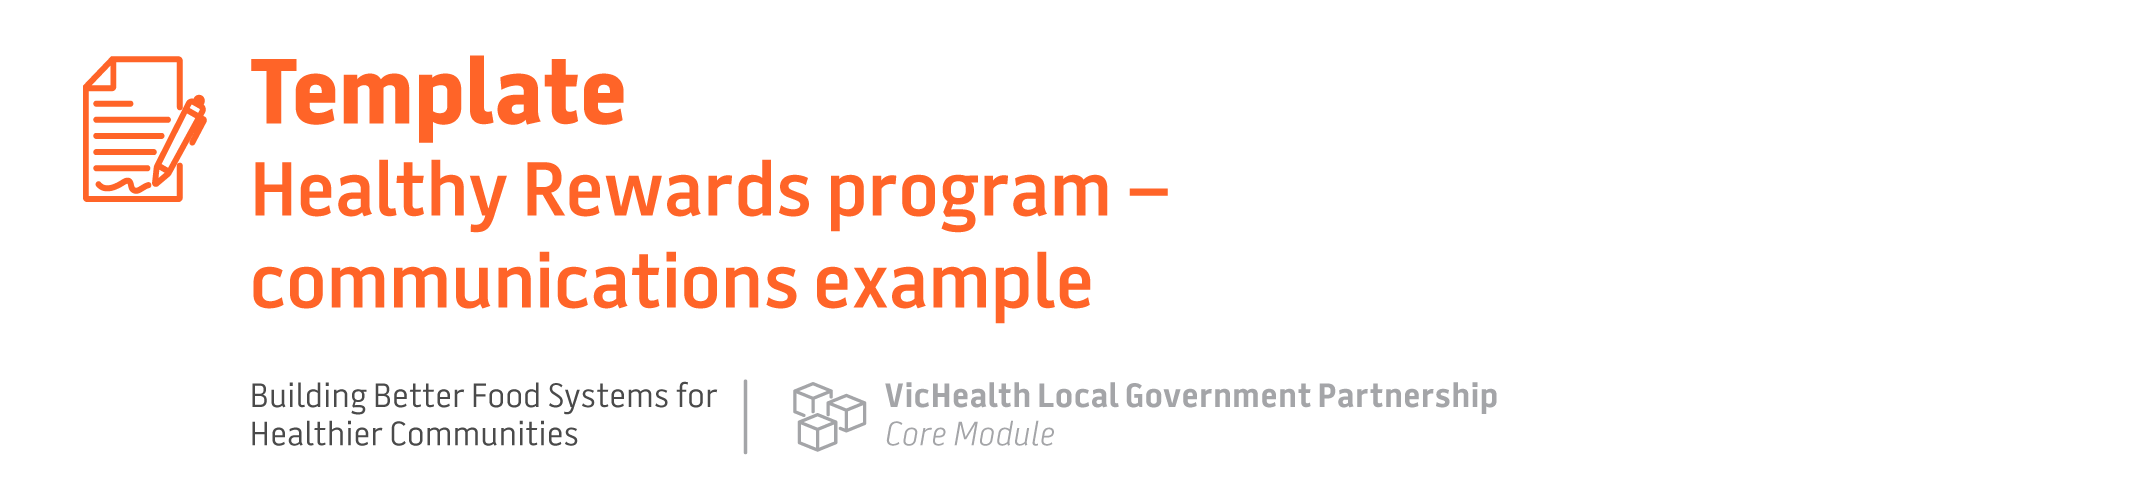 Template
Healthy Rewards program –
communications example
Building Better Food Systems for
Healthier Communities
VicHealth Local Government Partnership
Core Module